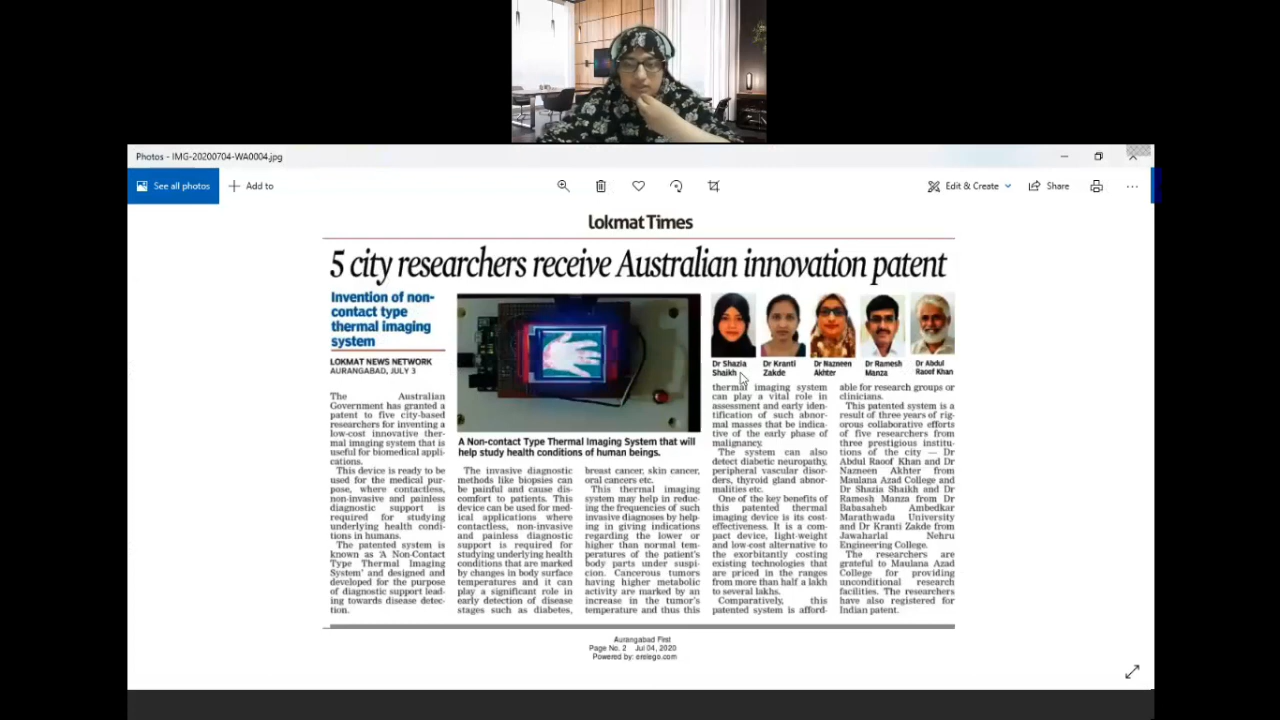 Photos - IMG-20200704-WA0004.jpg
See all photos
Add to
Edit & Create
Share
Lokmat Times
5 city researchers receive Australian innovation patent
Invention of non-
contact type
thermal imaging
system
LOKMAT NEWS NETWORK
AURANGABAD, JULY 3
The Australian
Government has granted a
patent to five city-based
researchers for inventing a
low-cost innovative ther-
mal imaging system that is
useful for biomedical appli-
cations.
This device is ready to be
used for the medical pur-
pose, where contactless,
non-invasive and painless
diagnostic support is
required for studying
underlying health condi-
tions in humans.
The patented system is
known as 'A Non-Contact
Type Thermal Imaging
System' and designed and
developed for the purpose
of diagnostic support lead-
ing towards disease detec-
tion.
A Non-contact Type Thermal Imaging System that will
help study health conditions of human beings.
The invasive diagnostic
methods like biopsies can
be painful and cause dis-
comfort to patients. This
device can be used for med-
ical applications where
contactless, non-invasive
and painless diagnostic
support is required for
studying underlying health
conditions that are marked
by changes in body surface
temperatures and it can
play a significant role in
early detection of disease
stages such as diabetes,
breast cancer, skin cancer,
oral cancers etc.
This thermal imaging
system may help in reduc-
ing the frequencies of such
invasive diagnoses by help-
ing in giving indications
regarding the lower or
higher than normal tem-
peratures of the patient's
body parts under suspi-
cion. Cancerous tumors
having higher metabolic
activity are marked by an
increase in the tumor's
temperature and thus this
Dr Shazia
Shaikh
Dr Kranti
Zakde
Dr Nazneen
Akhter
Dr Ramesh
Manza
Dr Abdul
Raoof Khan
thermal imaging system
can play a vital role in
assessment and early iden-
tification of such abnor-
mal masses that be indica-
tive of the early phase of
malignancy.
The system can also
detect diabetic neuropathy,
peripheral vascular disor-
ders, thyroid gland abnor-
malities etc.
One of the key benefits of
this patented thermal
imaging device is its cost-
effectiveness. It is a com-
pact device, light-weight
and low-cost alternative to
the exorbitantly costing
existing technologies that
are priced in the ranges
from more than half a lakh
to several lakhs.
Comparatively, this
patented system is afford-
able for research groups or
clinicians.
This patented system is a
result of three years of rig-
orous collaborative efforts
of five researchers from
three prestigious institu-
tions of the city — Dr
Abdul Raoof Khan and Dr
Nazneen Akhter from
Maulana Azad College and
Dr Shazia Shaikh and Dr
Ramesh Manza from Dr
Babasaheb Ambedkar
Marathwada University
and Dr Kranti Zakde from
Jawaharlal Nehru
Engineering College.
The researchers are
grateful to Maulana Azad
College for providing
unconditional research
facilities. The researchers
have also registered for
Indian patent.
Aurangabad First
Page No. 2 Jul 04, 2020
Powered by: erelego.com